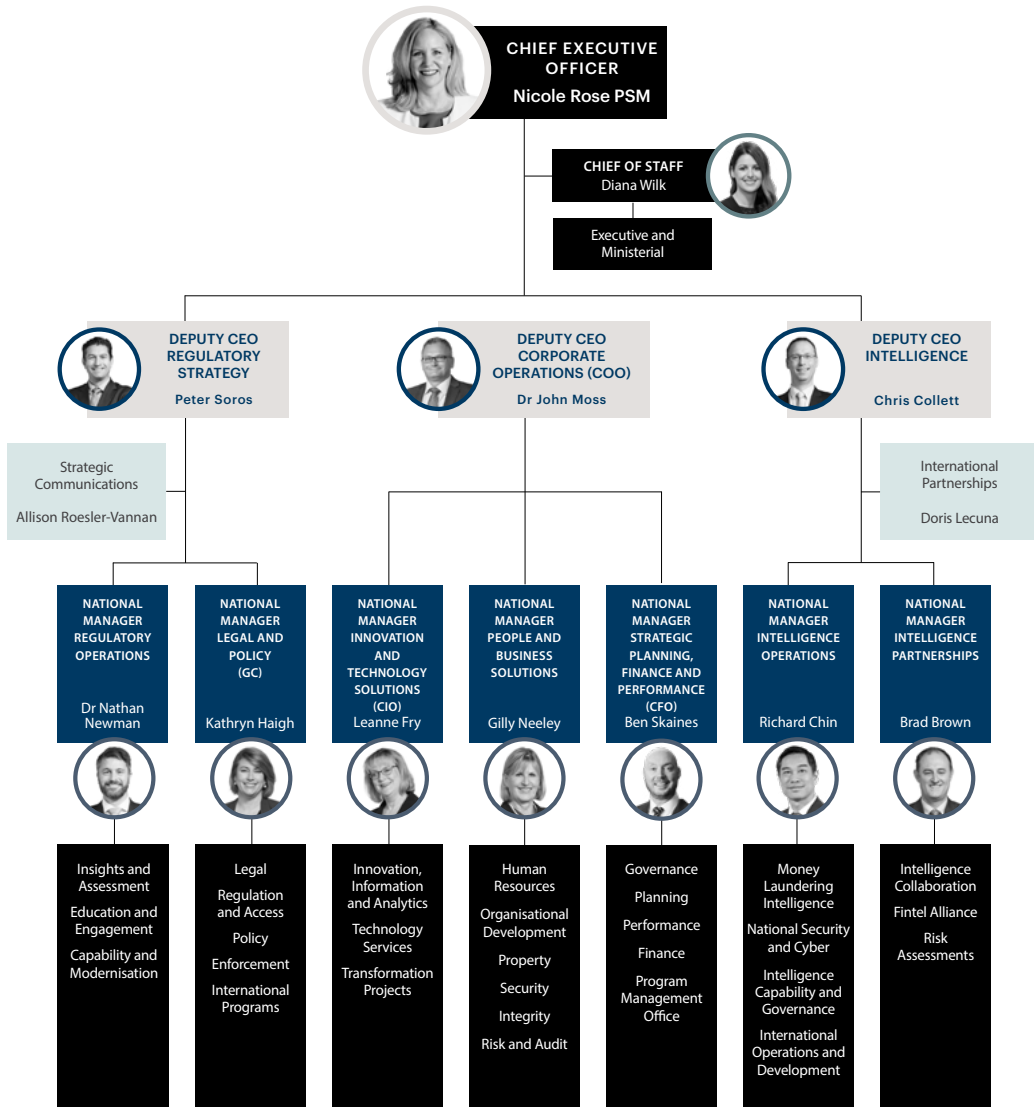 CHIEF EXECUTIVE
OFFICER
Nicole Rose PSM
CHIEF OF STAFF
Diana Wilk
Executive and
Ministerial
DEPUTY CEO
REGULATORY
STRATEGY
Peter Soros
DEPUTY CEO
CORPORATE
OPERATIONS (COO)
Dr John Moss
DEPUTY CEO
INTELLIGENCE
Chris Collett
Strategic
Communications
Allison Roesler-Vannan
International
Partnerships
Doris Lecuna
NATIONAL
MANAGER
REGULATORY
OPERATIONS
Dr Nathan
Newman
NATIONAL
MANAGER
LEGAL AND
POLICY
(GC)
Kathryn Haigh
NATIONAL
MANAGER
INNOVATION
AND
TECHNOLOGY
SOLUTIONS
(CIO)
Leanne Fry
NATIONAL
MANAGER
PEOPLE AND
BUSINESS
SOLUTIONS
Gilly Neeley
NATIONAL
MANAGER
STRATEGIC
PLANNING,
FINANCE AND
PERFORMANCE
(CFO)
Ben Skaines
NATIONAL
MANAGER
INTELLIGENCE
OPERATIONS
Richard Chin
NATIONAL
MANAGER
INTELLIGENCE
PARTNERSHIPS
Brad Brown
Insights and
Assessment
Education and
Engagement
Capability and
Modernisation
Legal
Regulation
and Access
Policy
Enforcement
International
Programs
Innovation,
Information
and Analytics
Technology
Services
Transformation
Projects
Human
Resources
Organisational
Development
Property
Security
Integrity
Risk and Audit
Governance
Planning
Performance
Finance
Program
Management
Office
Money
Laundering
Intelligence
National Security
and Cyber
Intelligence
Capability and
Governance
International
Operations and
Development
Intelligence
Collaboration
Fintel Alliance
Risk
Assessments